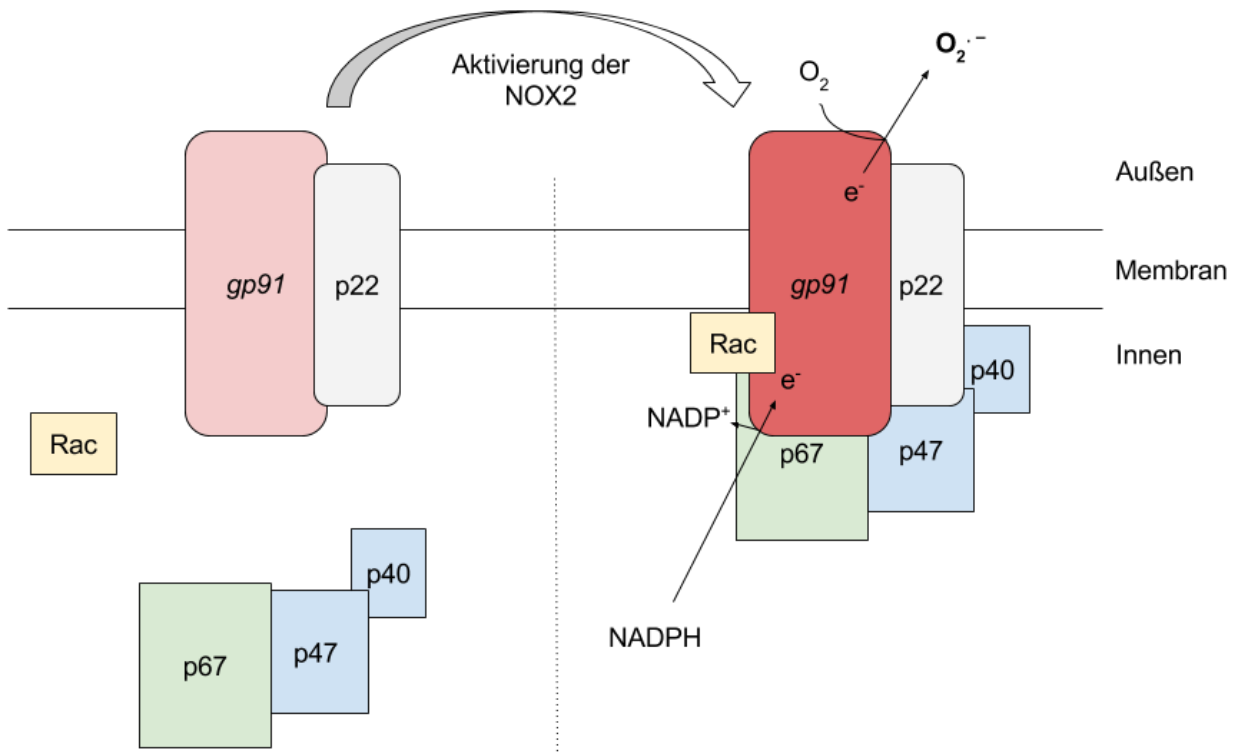 Aktivierung der
NOX2
O₂
O₂˙⁻
gp91
p22
Rac
p67
p47
p40
e⁻
gp91
p22
Rac
e⁻
p40
NADP⁺
p67
p47
NADPH
Außen
Membran
Innen